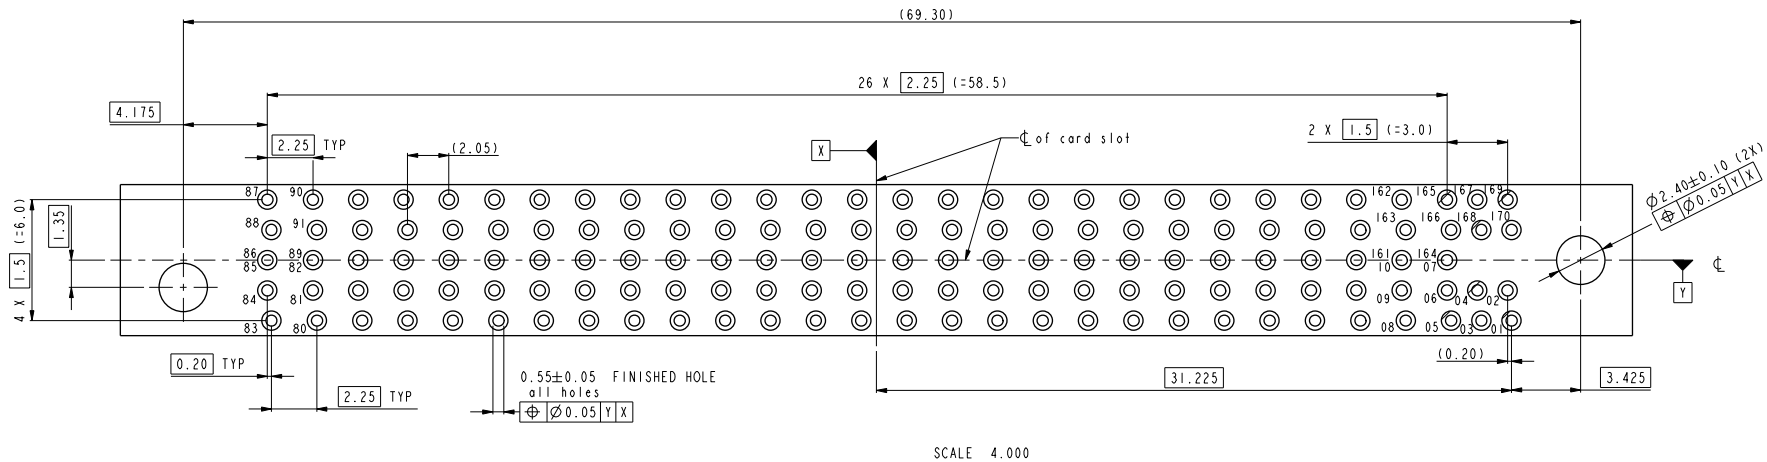 (69.30)
26 X 2.25 (=58.5)
4.175
2.25 TYP
(2.05)
X
℄ of card slot
2 X 1.5 (=3.0)
Ø2.40±0.10 (2X)
⌖ Ø0.05 Y X
87 90 162 165 167 169
88 91 163 166 168 170
86 89 161 164
85 82 10 07
84 81 09 06 04 02
83 80 08 05 03 01
4 X 1.5 (=6.0)
1.35
℄
Y
0.20 TYP
2.25 TYP
0.55±0.05 FINISHED HOLE
all holes
⌖ Ø0.05 Y X
(0.20)
31.225
3.425
SCALE 4.000